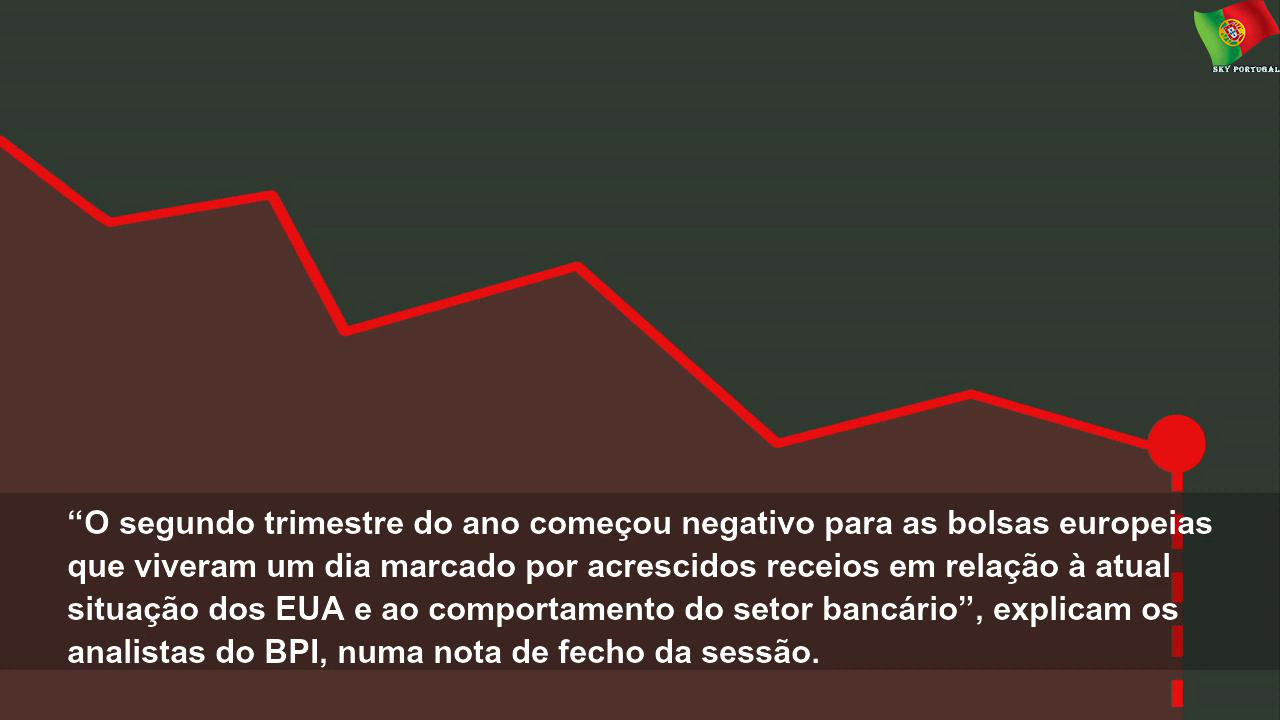 SKY PORTUGAL
“O segundo trimestre do ano começou negativo para as bolsas europeias
que viveram um dia marcado por acrescidos receios em relação à atual
situação dos EUA e ao comportamento do setor bancário”, explicam os
analistas do BPI, numa nota de fecho da sessão.